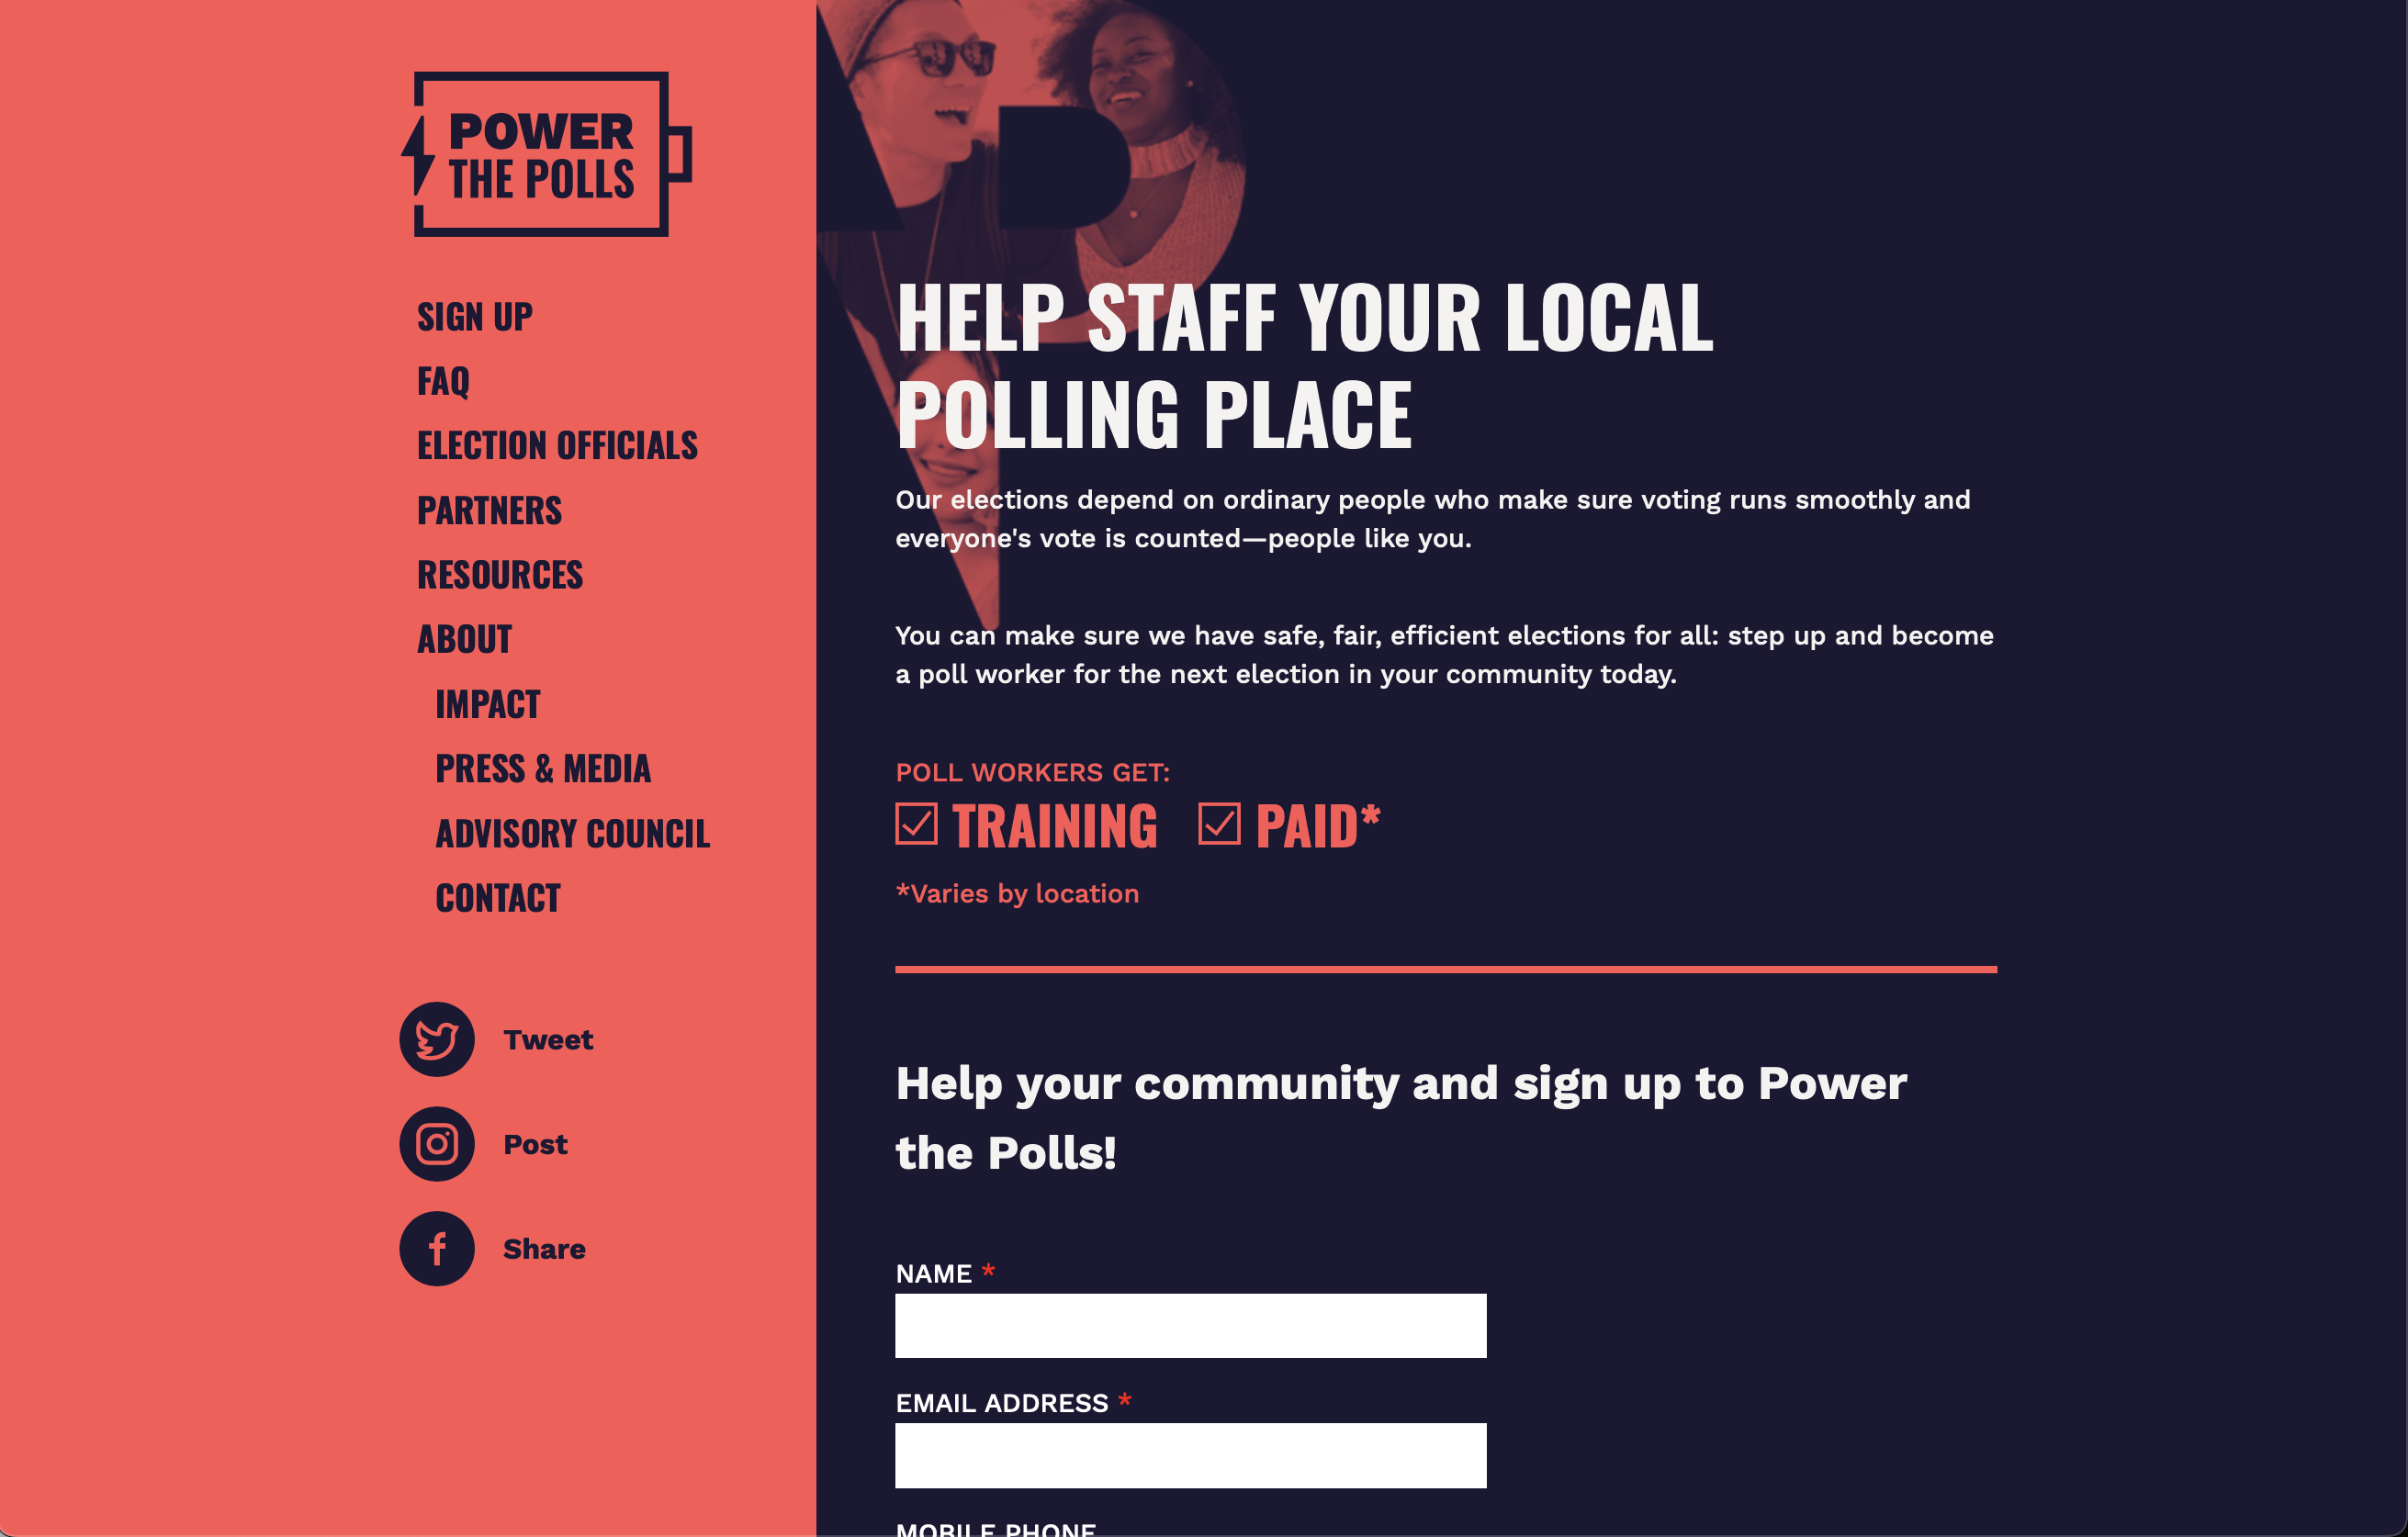 POWER
THE POLLS
SIGN UP
FAQ
ELECTION OFFICIALS
PARTNERS
RESOURCES
ABOUT
IMPACT
PRESS & MEDIA
ADVISORY COUNCIL
CONTACT
Tweet
Post
Share
HELP STAFF YOUR LOCAL
POLLING PLACE
Our elections depend on ordinary people who make sure voting runs smoothly and
everyone's vote is counted—people like you.
You can make sure we have safe, fair, efficient elections for all: step up and become
a poll worker for the next election in your community today.
POLL WORKERS GET:
TRAINING PAID*
*Varies by location
Help your community and sign up to Power
the Polls!
NAME *
EMAIL ADDRESS *
MOBILE PHONE